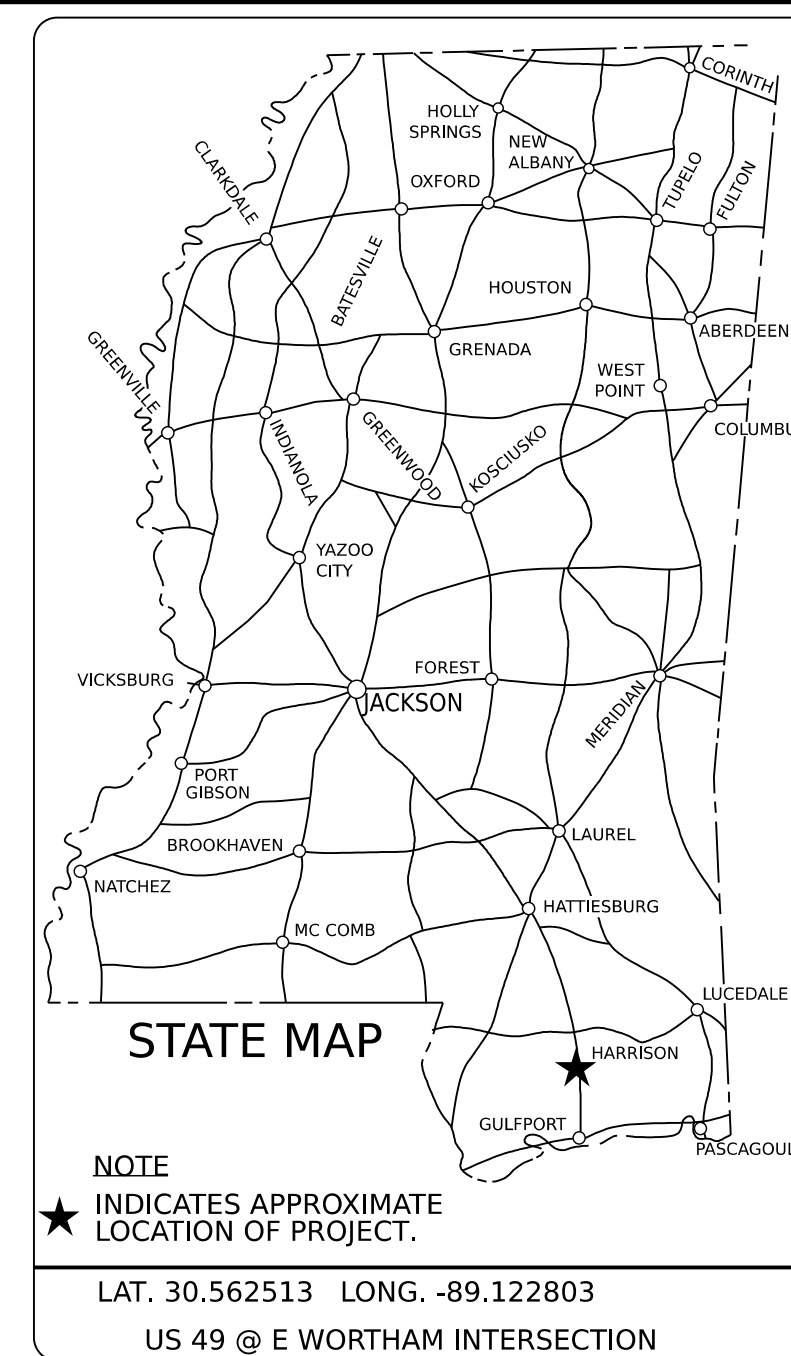 CORINTH
HOLLY
SPRINGS
NEW
ALBANY
CLARKDALE
OXFORD
TUPELO
FULTON
BATESVILLE
HOUSTON
ABERDEEN
GREENVILLE
GRENADA
WEST
POINT
COLUMBU
INDIANOLA
GREENWOOD
KOSCIUSKO
YAZOO
CITY
VICKSBURG
FOREST
JACKSON
MERIDIAN
PORT
GIBSON
BROOKHAVEN
LAUREL
NATCHEZ
HATTIESBURG
MC COMB
LUCEDALE
STATE MAP
HARRISON
GULFPORT
PASCAGOUL
NOTE
INDICATES APPROXIMATE
LOCATION OF PROJECT.
LAT. 30.562513 LONG. -89.122803
US 49 @ E WORTHAM INTERSECTION